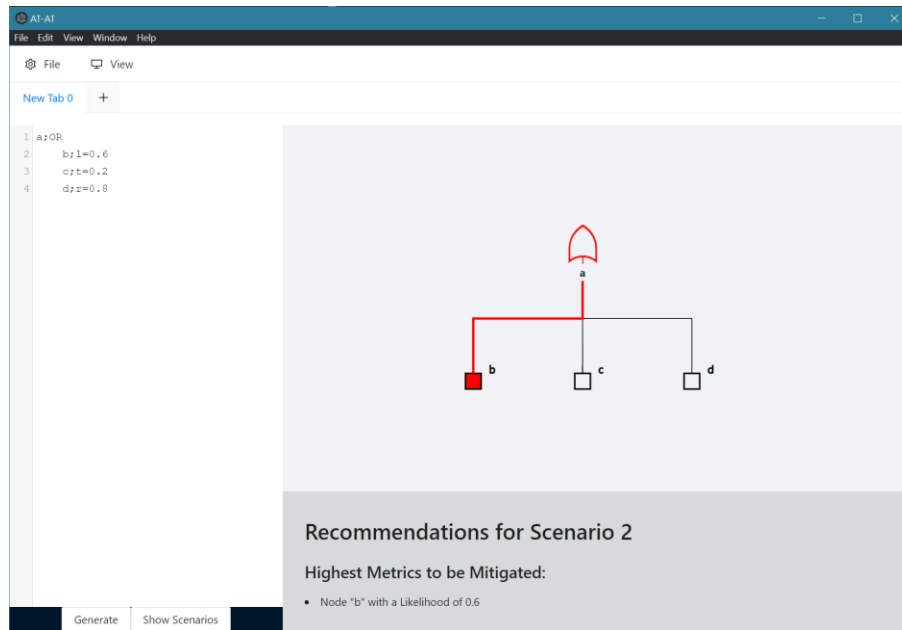 AT-AT
File Edit View Window Help
File View
New Tab 0 +
1 a;OR
2 b;l=0.6
3 c;t=0.2
4 d;r=0.8
a
b c d
Recommendations for Scenario 2
Highest Metrics to be Mitigated:
• Node "b" with a Likelihood of 0.6
Generate Show Scenarios